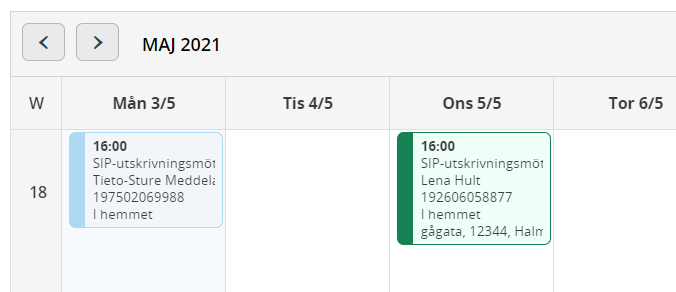 MAJ 2021
W Mån 3/5 Tis 4/5 Ons 5/5 Tor 6/5
18
16:00
SIP-utskrivningsmöt
Tieto-Sture Meddela
197502069988
I hemmet
16:00
SIP-utskrivningsmöt
Lena Hult
192606058877
I hemmet
gågata, 12344, Halm